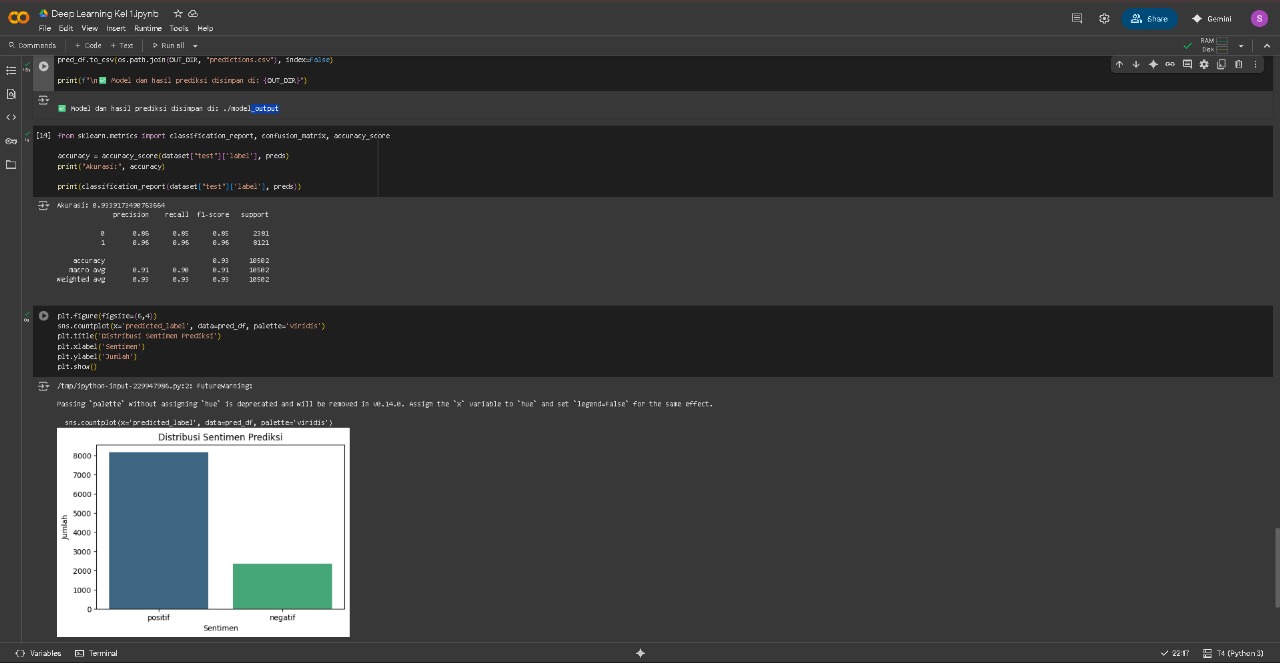 Deep Learning Kel 1.ipynb
File Edit View Insert Runtime Tools Help
Share
Gemini
S
Commands + Code + Text Run all
RAM
Disk
pred_df.to_csv(os.path.join(OUT_DIR, "predictions.csv"), index=False)
print(f"\n✅ Model dan hasil prediksi disimpan di: {OUT_DIR}")
✅ Model dan hasil prediksi disimpan di: ./model_output
[14] from sklearn.metrics import classification_report, confusion_matrix, accuracy_score
accuracy = accuracy_score(dataset["test"]['label'], preds)
print("Akurasi:", accuracy)
print(classification_report(dataset["test"]['label'], preds))
Akurasi: 0.9339173490763664
precision recall f1-score support
0 0.86 0.85 0.85 2381
1 0.96 0.96 0.96 8121
accuracy 0.93 10502
macro avg 0.91 0.90 0.91 10502
weighted avg 0.93 0.93 0.93 10502
plt.figure(figsize=(6,4))
sns.countplot(x='predicted_label', data=pred_df, palette='viridis')
plt.title('Distribusi Sentimen Prediksi')
plt.xlabel('Sentimen')
plt.ylabel('Jumlah')
plt.show()
/tmp/ipython-input-229947906.py:2: FutureWarning:
Passing `palette` without assigning `hue` is deprecated and will be removed in v0.14.0. Assign the `x` variable to `hue` and set `legend=False` for the same effect.
sns.countplot(x='predicted_label', data=pred_df, palette='viridis')
Distribusi Sentimen Prediksi
8000
7000
6000
5000
4000
3000
2000
1000
0
Jumlah
positif negatif
Sentimen
Variables Terminal
22.17 T4 (Python 3)